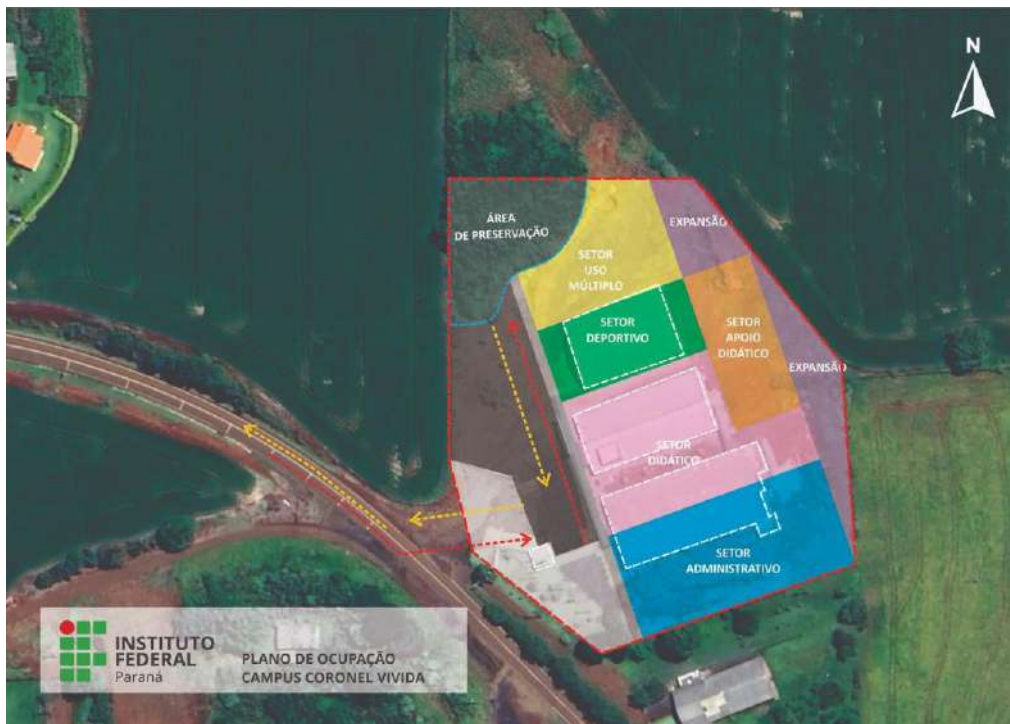 N
ÁREA
DE PRESERVAÇÃO
EXPANSÃO
SETOR
USO
MÚLTIPLO
SETOR
DEPORTIVO
SETOR
APOIO
DIDÁTICO
EXPANSÃO
SETOR
DIDÁTICO
SETOR
ADMINISTRATIVO
INSTITUTO
FEDERAL
Paraná
PLANO DE OCUPAÇÃO
CAMPUS CORONEL VIVIDA